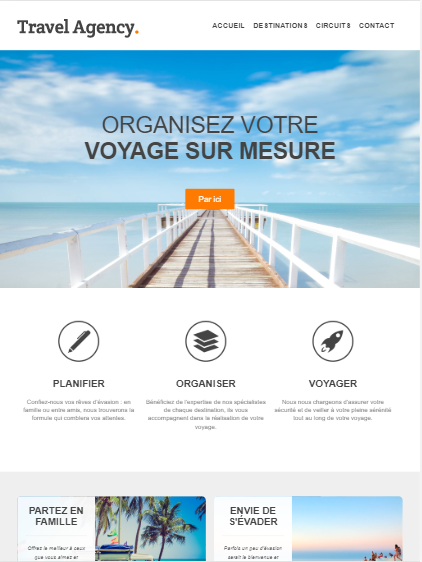 Travel Agency.
ACCUEIL DESTINATIONS CIRCUITS CONTACT
ORGANISEZ VOTRE
VOYAGE SUR MESURE
Par ici
PLANIFIER
Confiez-nous vos rêves d'évasion : en
famille ou entre amis, nous trouverons la
formule qui comblera vos attentes.
ORGANISER
Bénéficiez de l'expertise de nos spécialistes
de chaque destination, ils vous
accompagnent dans la réalisation de votre
voyage.
VOYAGER
Nous nous chargeons d'assurer votre
sécurité et de veiller à votre pleine sérénité
tout au long de votre voyage.
PARTEZ EN
FAMILLE
Offrez le meilleur à ceux
que vous aimez et
ENVIE DE
S'ÉVADER
Parfois un peu d'évasion
serait la bienvenue et